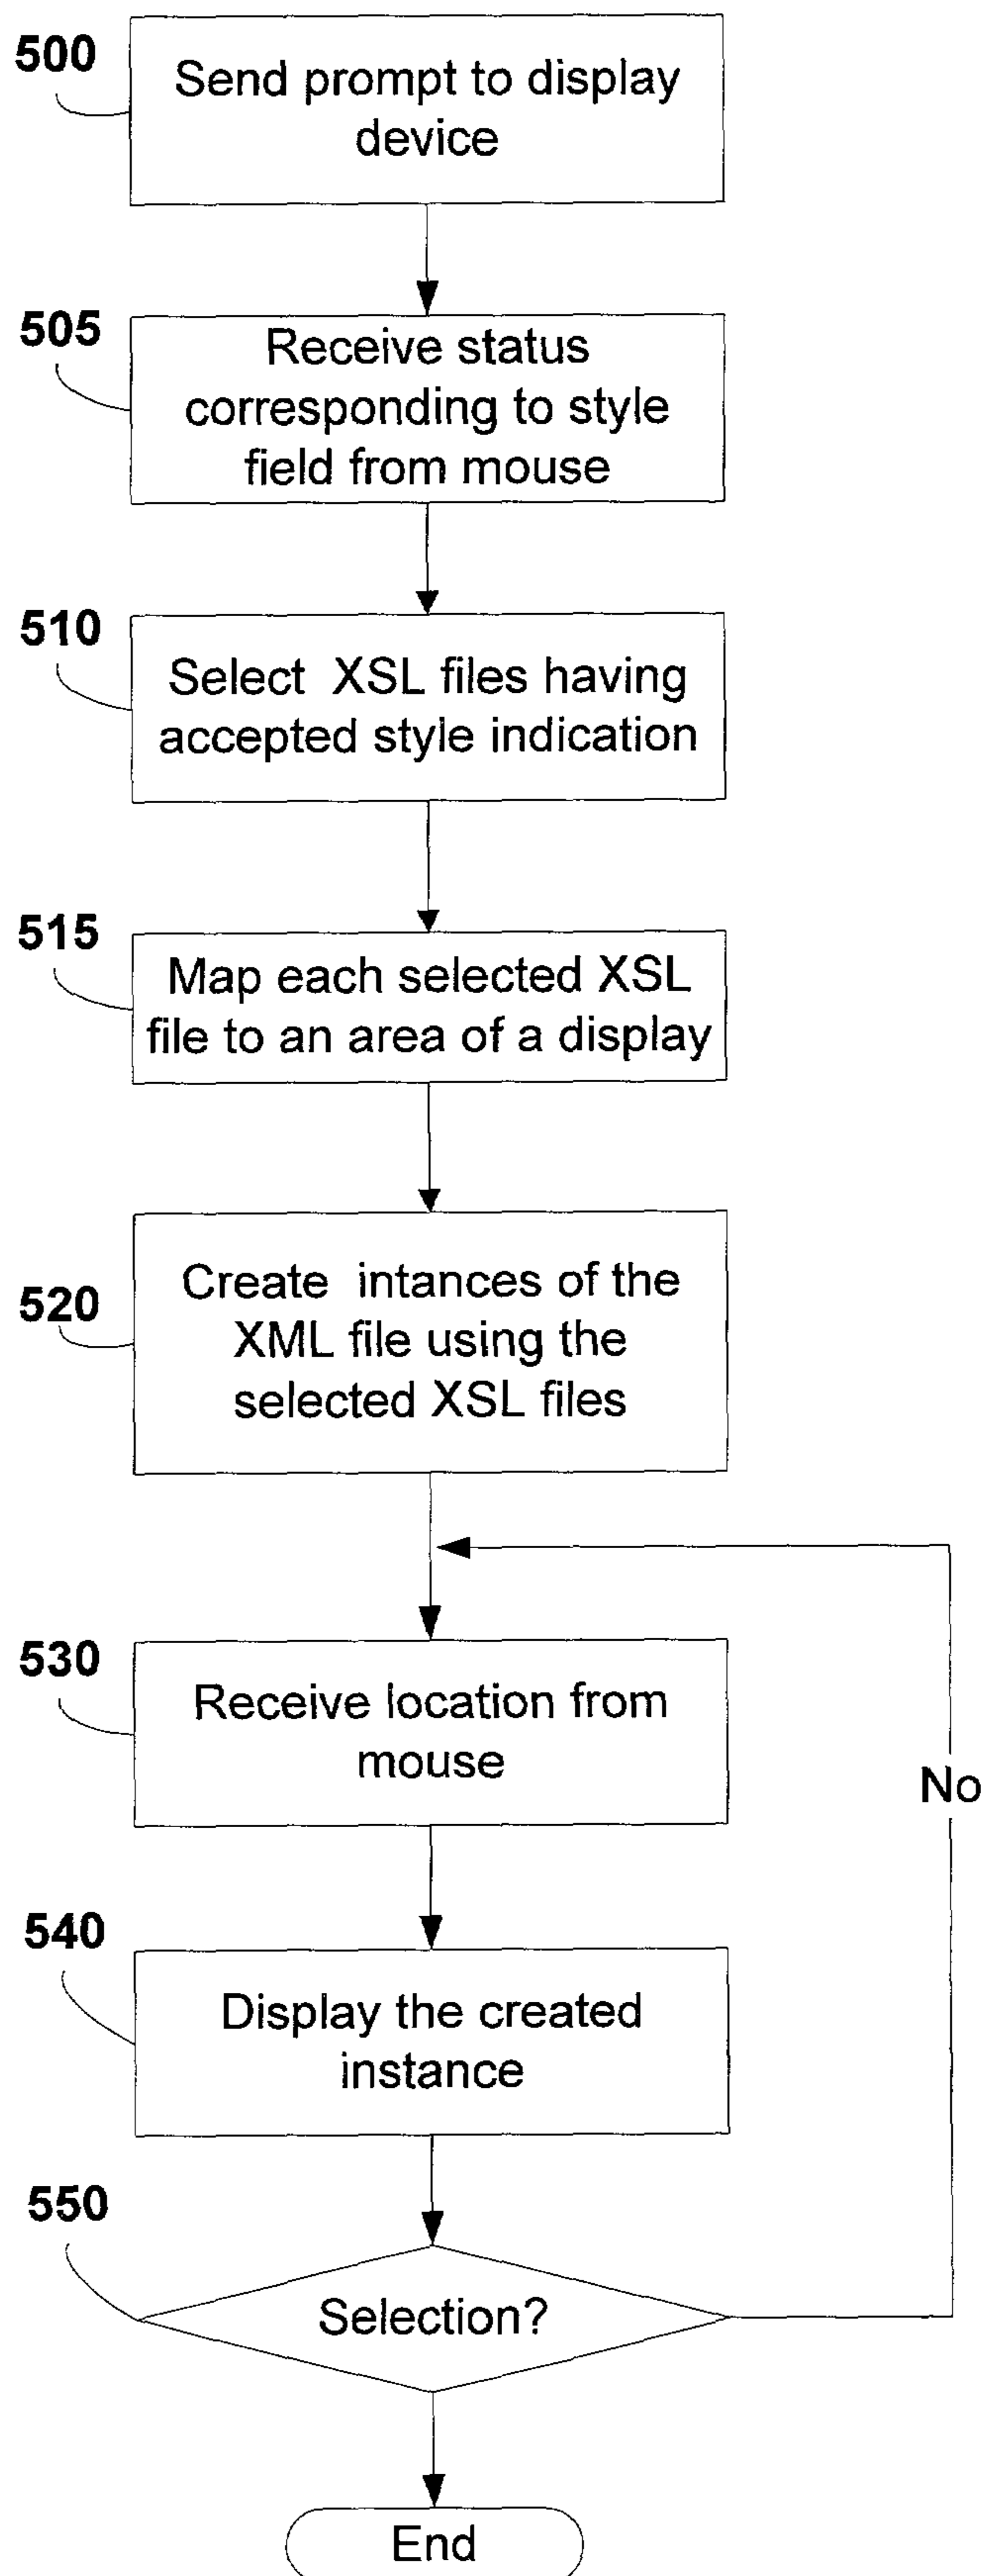 500
Send prompt to display
device
505
Receive status
corresponding to style
field from mouse
510
Select XSL files having
accepted style indication
515
Map each selected XSL
file to an area of a display
520
Create intances of the
XML file using the
selected XSL files
530
Receive location from
mouse
No
540
Display the created
instance
550
Selection?
End